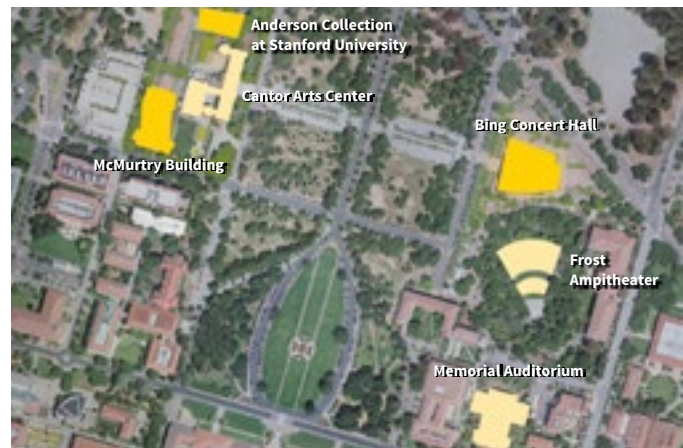 Anderson Collection
at Stanford University
Cantor Arts Center
Bing Concert Hall
McMurtry Building
Frost
Ampitheater
Memorial Auditorium